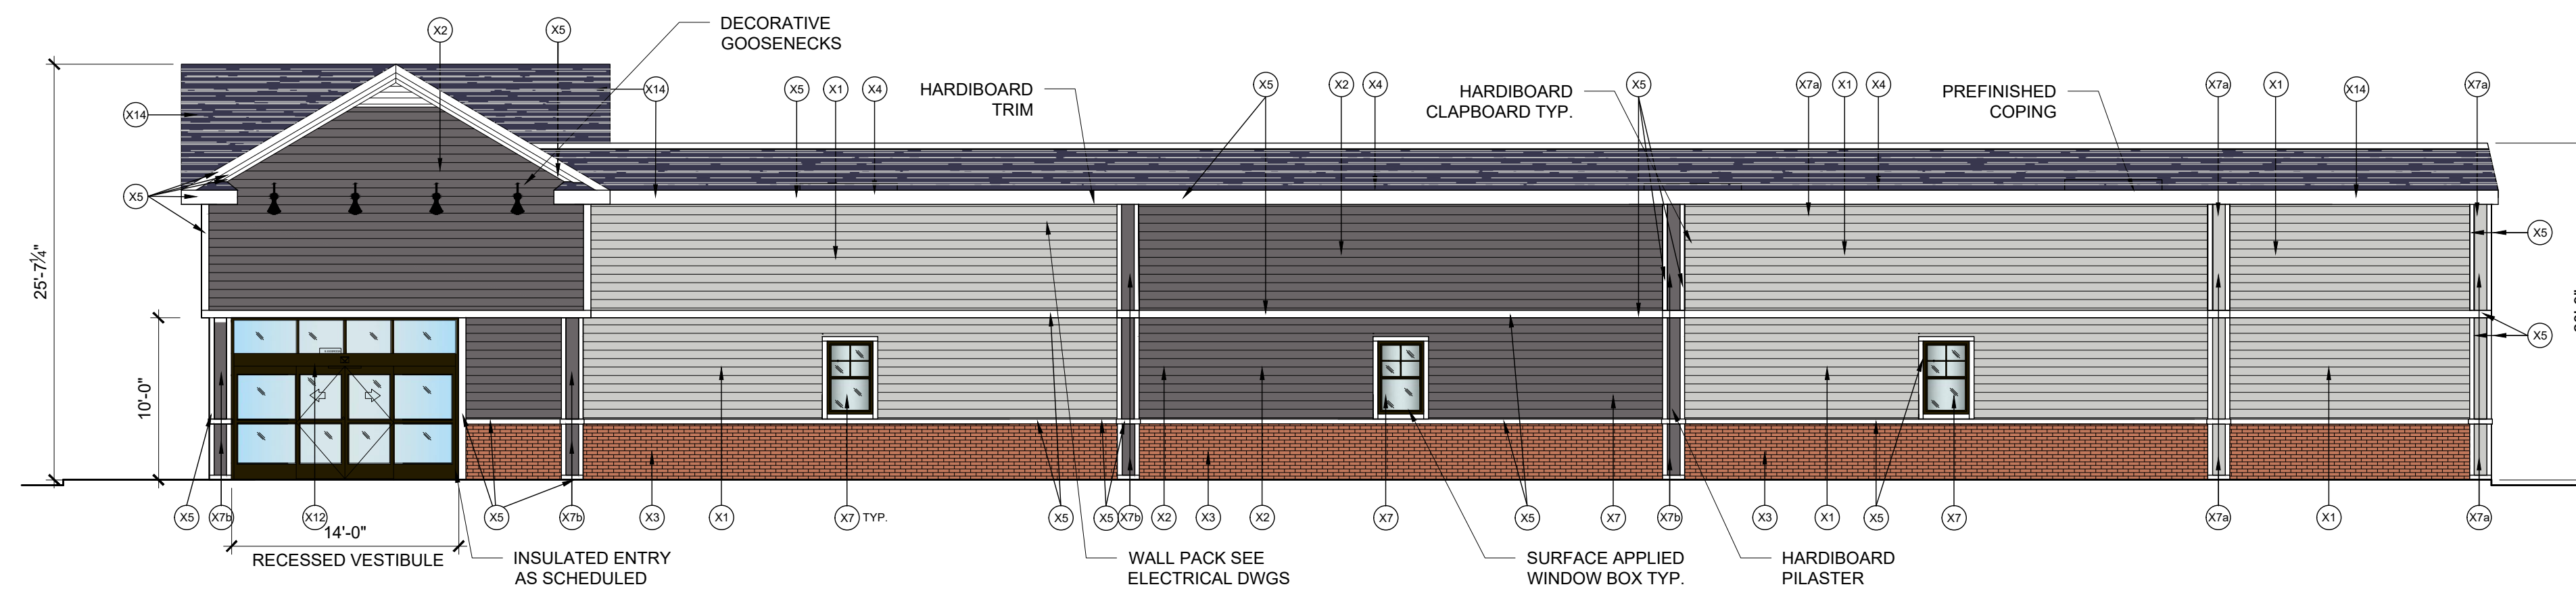 DECORATIVE
GOOSENECKS
X2
X5
X14
X5
X1
X4
HARDIBOARD
TRIM
X5
X2
X4
HARDIBOARD
CLAPBOARD TYP.
X5
X7a
X1
X4
PREFINISHED
COPING
X7a
X1
X14
X7a
X14
X5
X5
25'-7¼"
10'-0"
X5
X5
X7b
X12
X5
X7b
X3
X1
X7 TYP.
X5
X5
X7b
X2
X3
X2
X7
X5
X7
X7b
X3
X1
X5
X7
X7a
X1
X7a
14'-0"
RECESSED VESTIBULE
INSULATED ENTRY
AS SCHEDULED
WALL PACK SEE
ELECTRICAL DWGS
SURFACE APPLIED
WINDOW BOX TYP.
HARDIBOARD
PILASTER